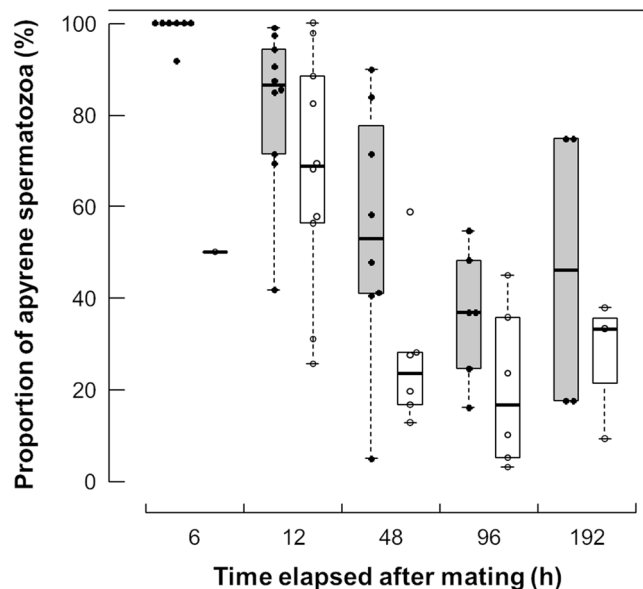 Proportion of apyrene spermatozoa (%)
100
80
60
40
20
0
6 12 48 96 192
Time elapsed after mating (h)